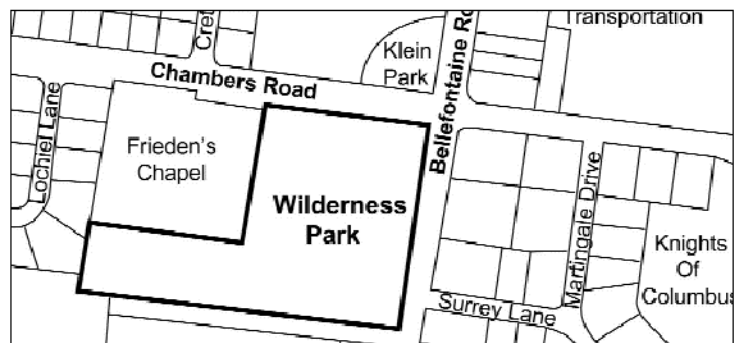 Transportation
Cret
Klein
Park
Bellefontaine Ro
Chambers Road
Lochiel Lane
Frieden's
Chapel
Wilderness
Park
Martingale Drive
Knights
Of
Columbus
Surrey Lane